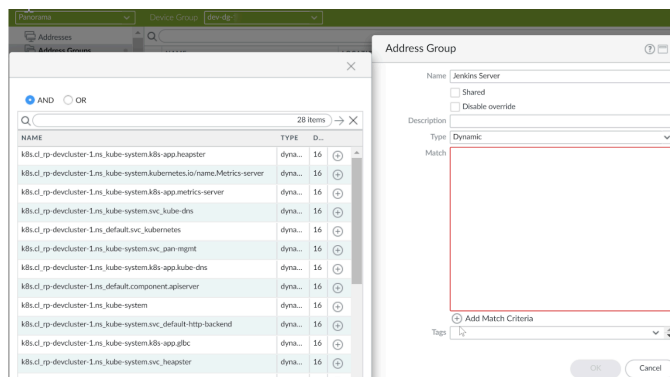 Panorama
Device Group dev-dg-
Addresses
Address Groups
Address Group
Name Jenkins Server
Shared
Disable override
Description
Type Dynamic
Match
Add Match Criteria
Tags
OK Cancel
AND OR
28 items
NAME TYPE D...
k8s.cl_rp-devcluster-1.ns_kube-system.k8s-app.heapster dyna... 16
k8s.cl_rp-devcluster-1.ns_kube-system.kubernetes.io/name.Metrics-server dyna... 16
k8s.cl_rp-devcluster-1.ns_kube-system.k8s-app.metrics-server dyna... 16
k8s.cl_rp-devcluster-1.ns_kube-system.svc_kube-dns dyna... 16
k8s.cl_rp-devcluster-1.ns_default.svc_kubernetes dyna... 16
k8s.cl_rp-devcluster-1.ns_kube-system.svc_pan-mgmt dyna... 16
k8s.cl_rp-devcluster-1.ns_kube-system.k8s-app.kube-dns dyna... 16
k8s.cl_rp-devcluster-1.ns_default.component.apiserver dyna... 16
k8s.cl_rp-devcluster-1.ns_kube-system dyna... 16
k8s.cl_rp-devcluster-1.ns_kube-system.svc_default-http-backend dyna... 16
k8s.cl_rp-devcluster-1.ns_kube-system.k8s-app.glbc dyna... 16
k8s.cl_rp-devcluster-1.ns_kube-system.svc_heapster dyna... 16